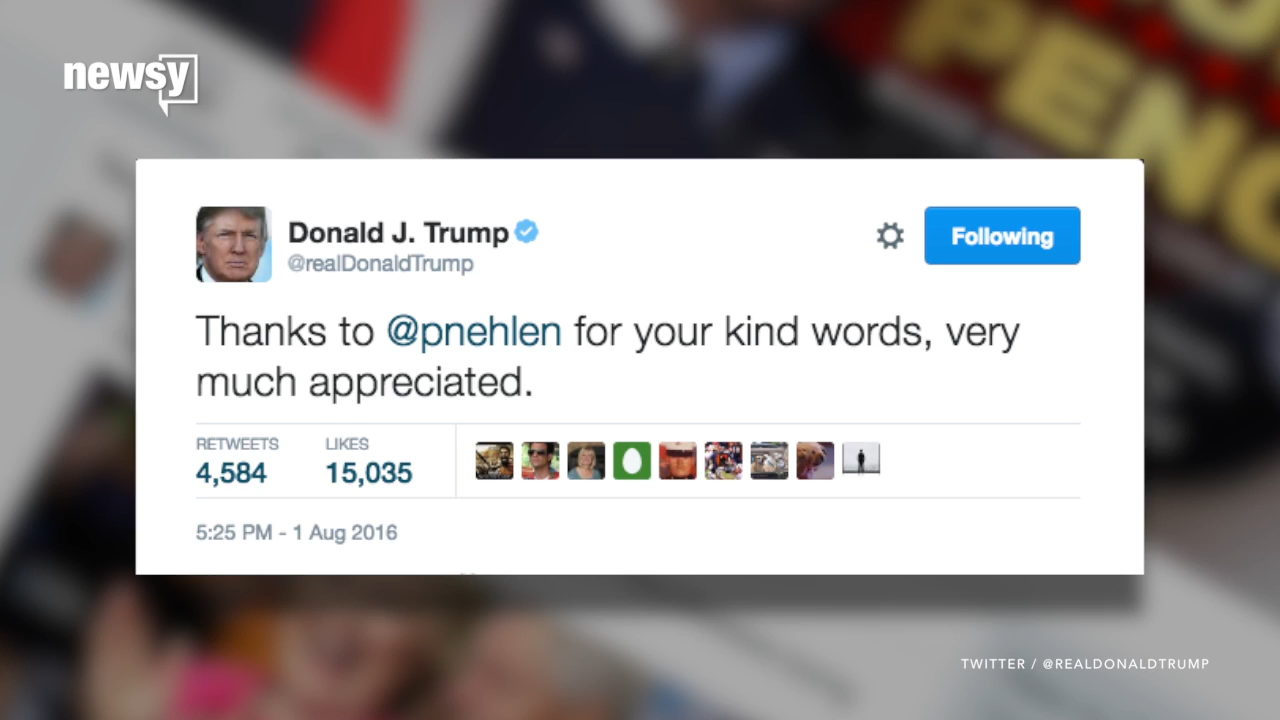 newsy
Donald J. Trump
@realDonaldTrump
Following
Thanks to @pnehlen for your kind words, very
much appreciated.
RETWEETS LIKES
4,584 15,035
5:25 PM - 1 Aug 2016
TWITTER / @REALDONALDTRUMP